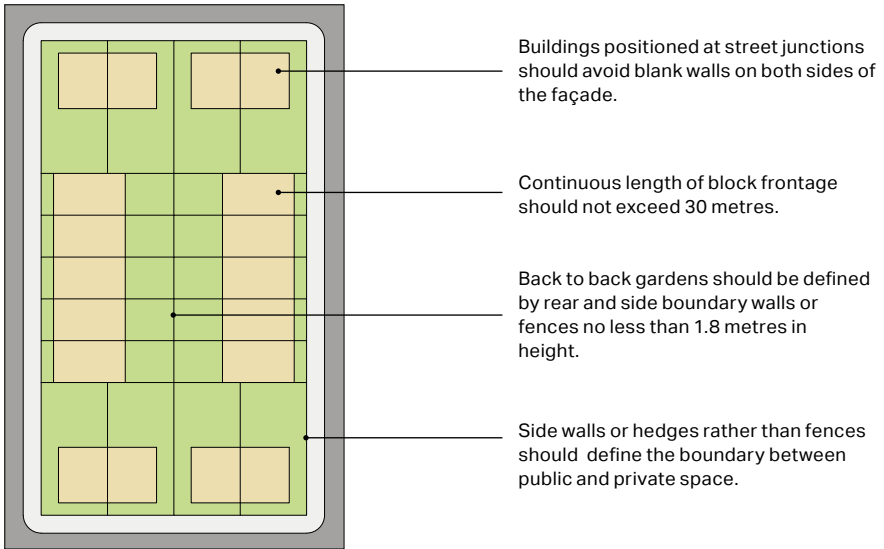 Buildings positioned at street junctions
should avoid blank walls on both sides of
the façade.
Continuous length of block frontage
should not exceed 30 metres.
Back to back gardens should be defined
by rear and side boundary walls or
fences no less than 1.8 metres in
height.
Side walls or hedges rather than fences
should  define the boundary between
public and private space.